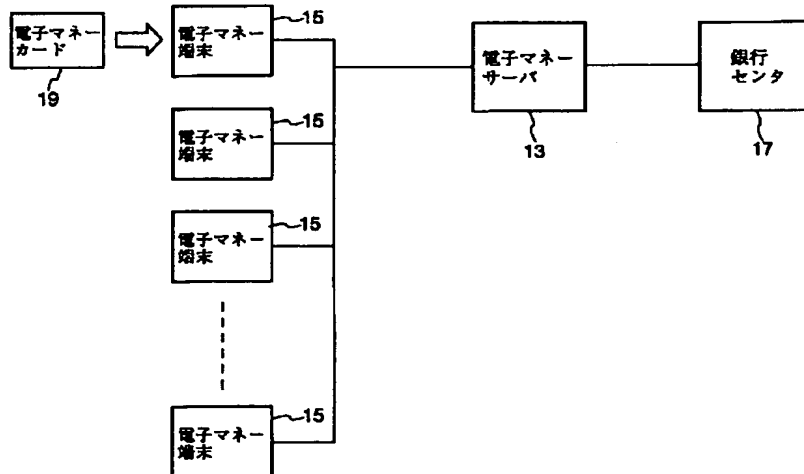 電子マネー
カード
19
電子マネー
端末
15
電子マネー
端末
15
電子マネー
端末
15
電子マネー
端末
15
電子マネー
サーバ
13
銀行
センタ
17